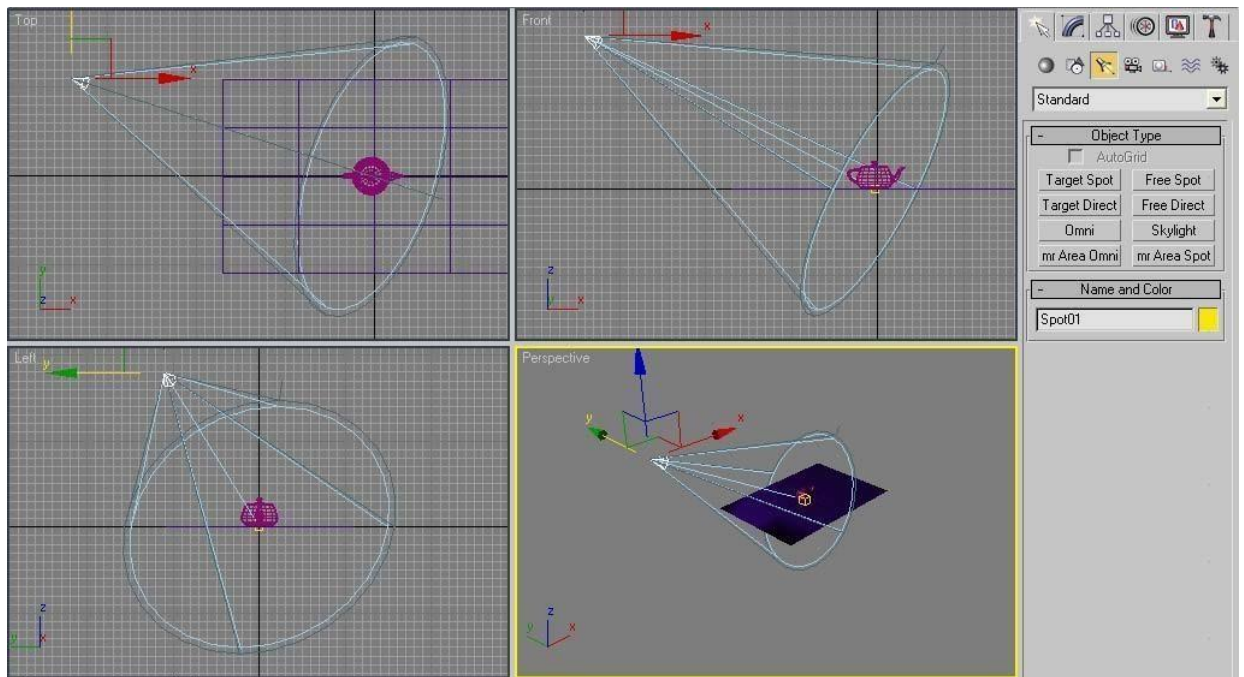 Top
x
y
z x
Front
x
z
y x
Left
y
z
y x
Perspective
y x
z
y x
Standard
- Object Type
AutoGrid
Target Spot Free Spot
Target Direct Free Direct
Omni Skylight
mr Area Omni mr Area Spot
- Name and Color
Spot01